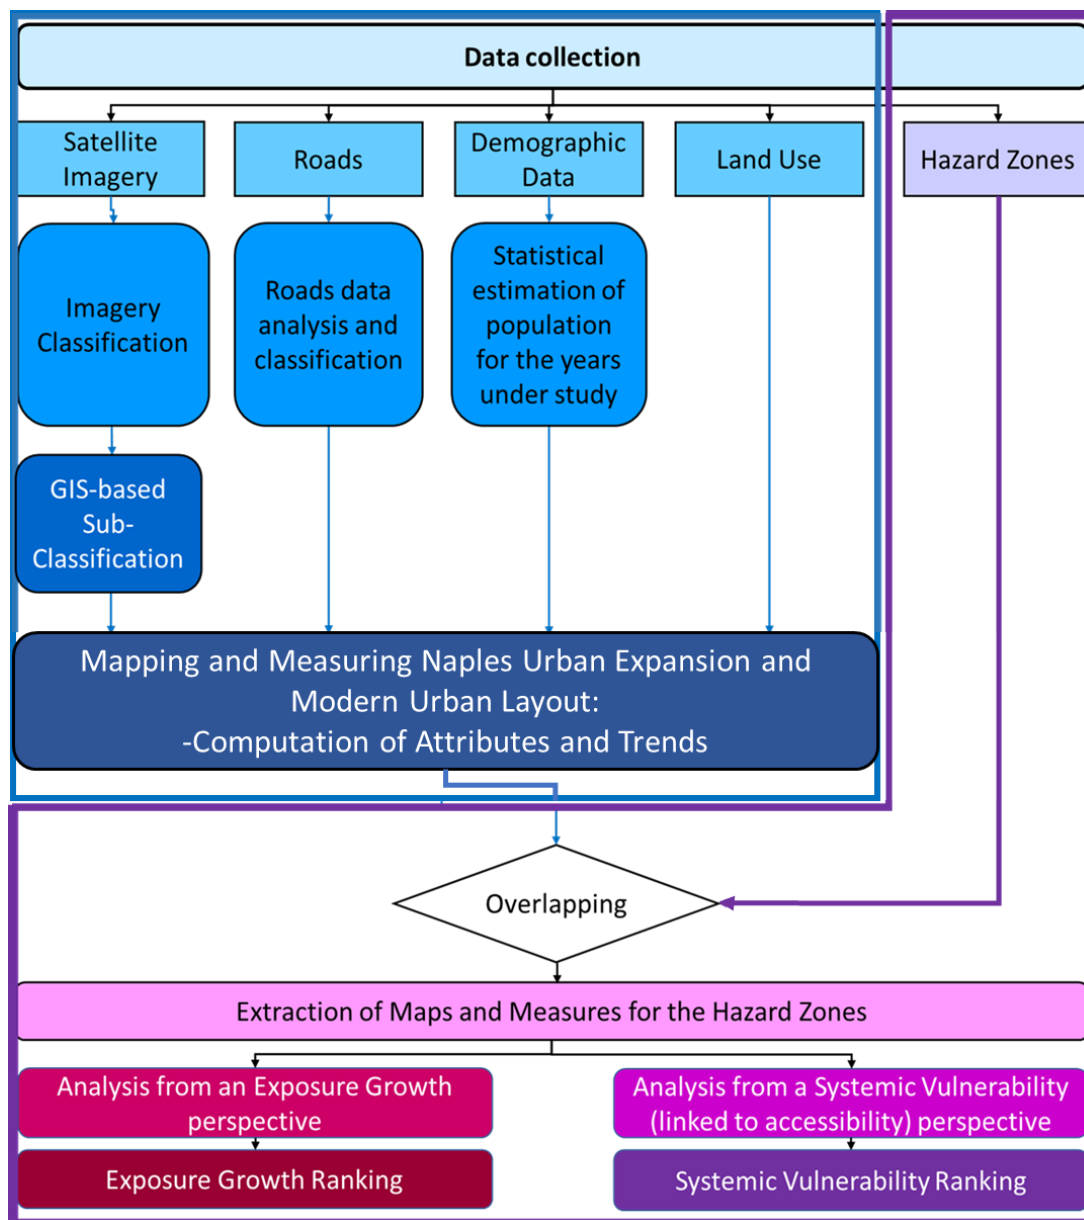 Data collection
Satellite
Imagery
Roads
Demographic
Data
Land Use
Hazard Zones
Imagery
Classification
Roads data
analysis and
classification
Statistical
estimation of
population
for the years
under study
GIS-based
Sub-
Classification
Mapping and Measuring Naples Urban Expansion and
Modern Urban Layout:
-Computation of Attributes and Trends
Overlapping
Extraction of Maps and Measures for the Hazard Zones
Analysis from an Exposure Growth
perspective
Analysis from a Systemic Vulnerability
(linked to accessibility) perspective
Exposure Growth Ranking
Systemic Vulnerability Ranking